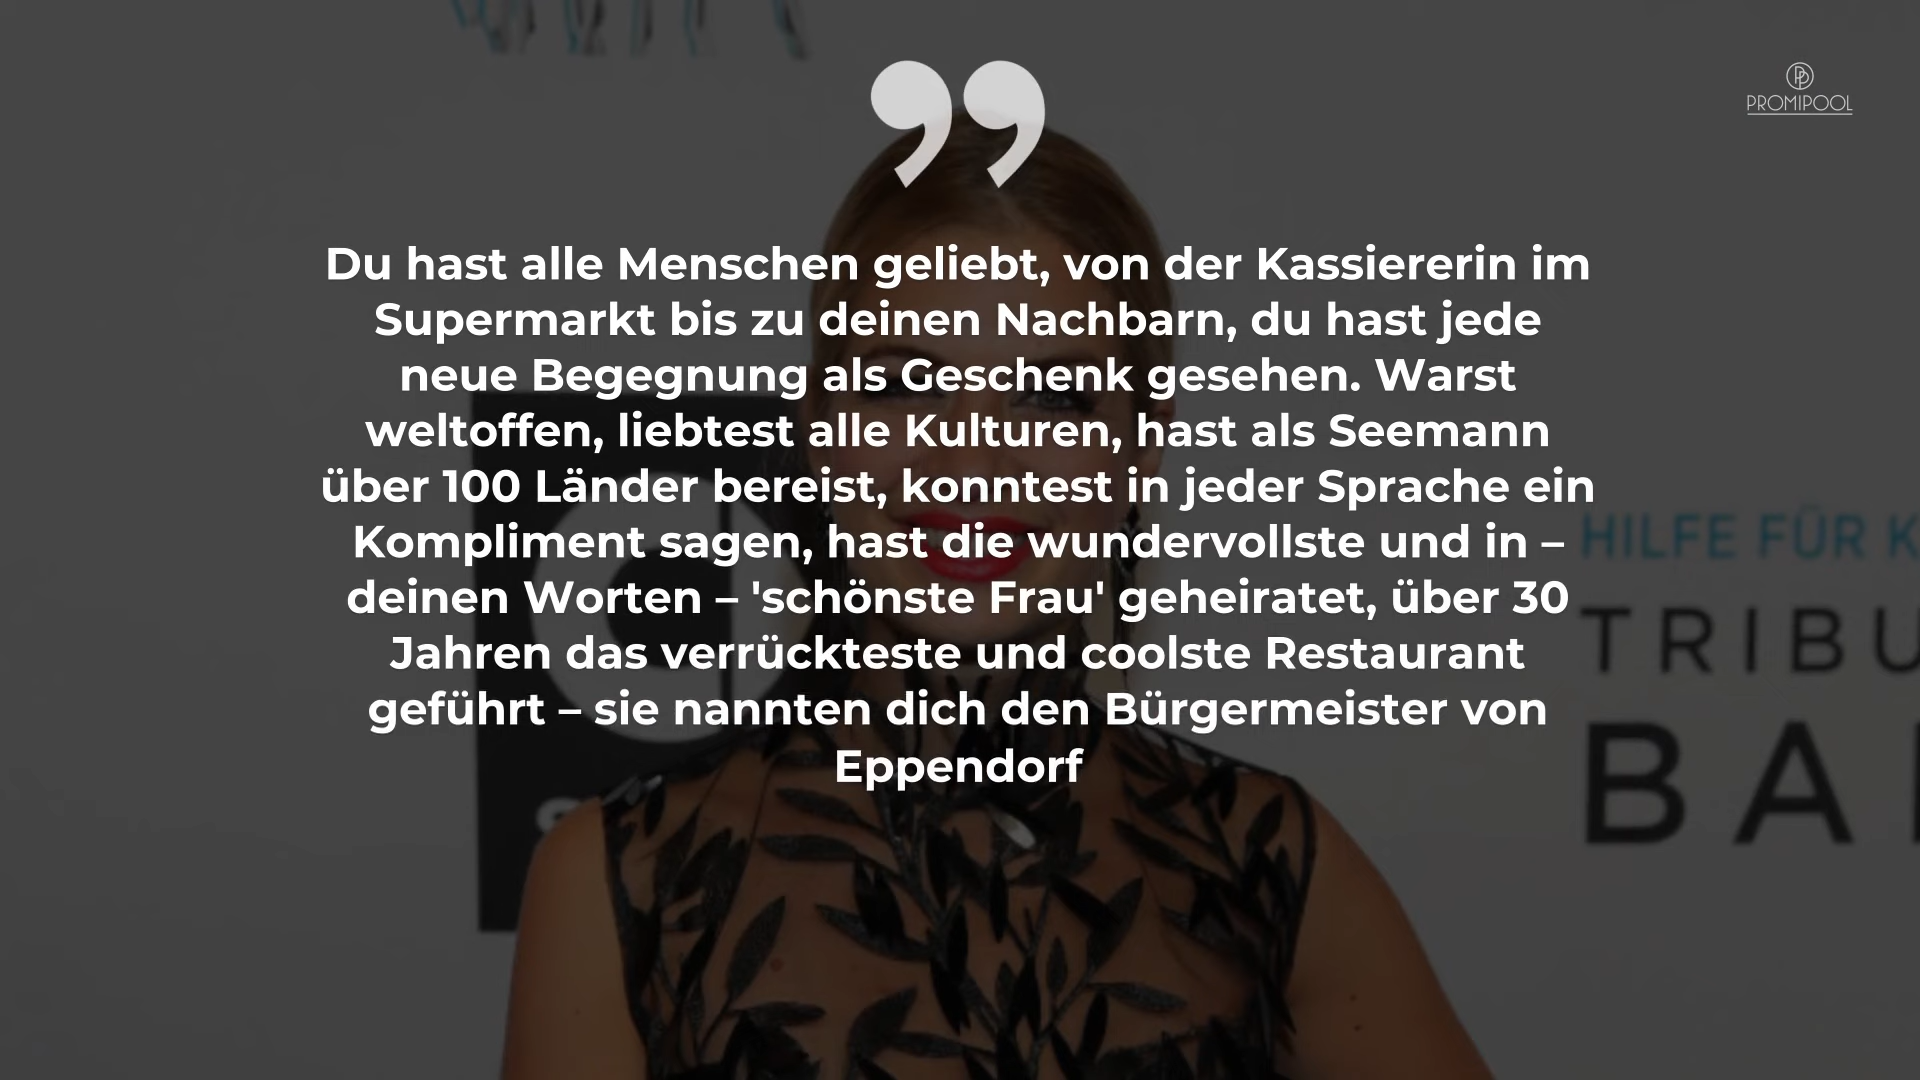 PROMIPOOL
Du hast alle Menschen geliebt, von der Kassiererin im
Supermarkt bis zu deinen Nachbarn, du hast jede
neue Begegnung als Geschenk gesehen. Warst
weltoffen, liebtest alle Kulturen, hast als Seemann
über 100 Länder bereist, konntest in jeder Sprache ein
Kompliment sagen, hast die wundervollste und in –
deinen Worten – 'schönste Frau' geheiratet, über 30
Jahren das verrückteste und coolste Restaurant
geführt – sie nannten dich den Bürgermeister von
Eppendorf
HILFE FÜR K
TRIBU
BA